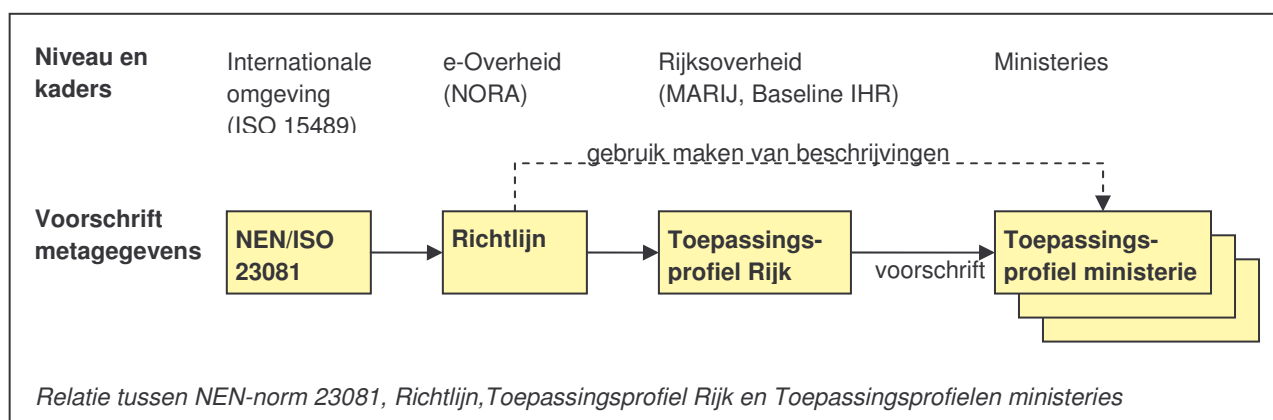 Niveau en
kaders
Internationale
omgeving
(ISO 15489)
e-Overheid
(NORA)
Rijksoverheid
(MARIJ, Baseline IHR)
Ministeries
gebruik maken van beschrijvingen
Voorschrift
metagegevens
NEN/ISO
23081
Richtlijn
Toepassings-
profiel Rijk
voorschrift
Toepassings-
profiel ministerie
Relatie tussen NEN-norm 23081, Richtlijn,Toepassingsprofiel Rijk en Toepassingsprofielen ministeries